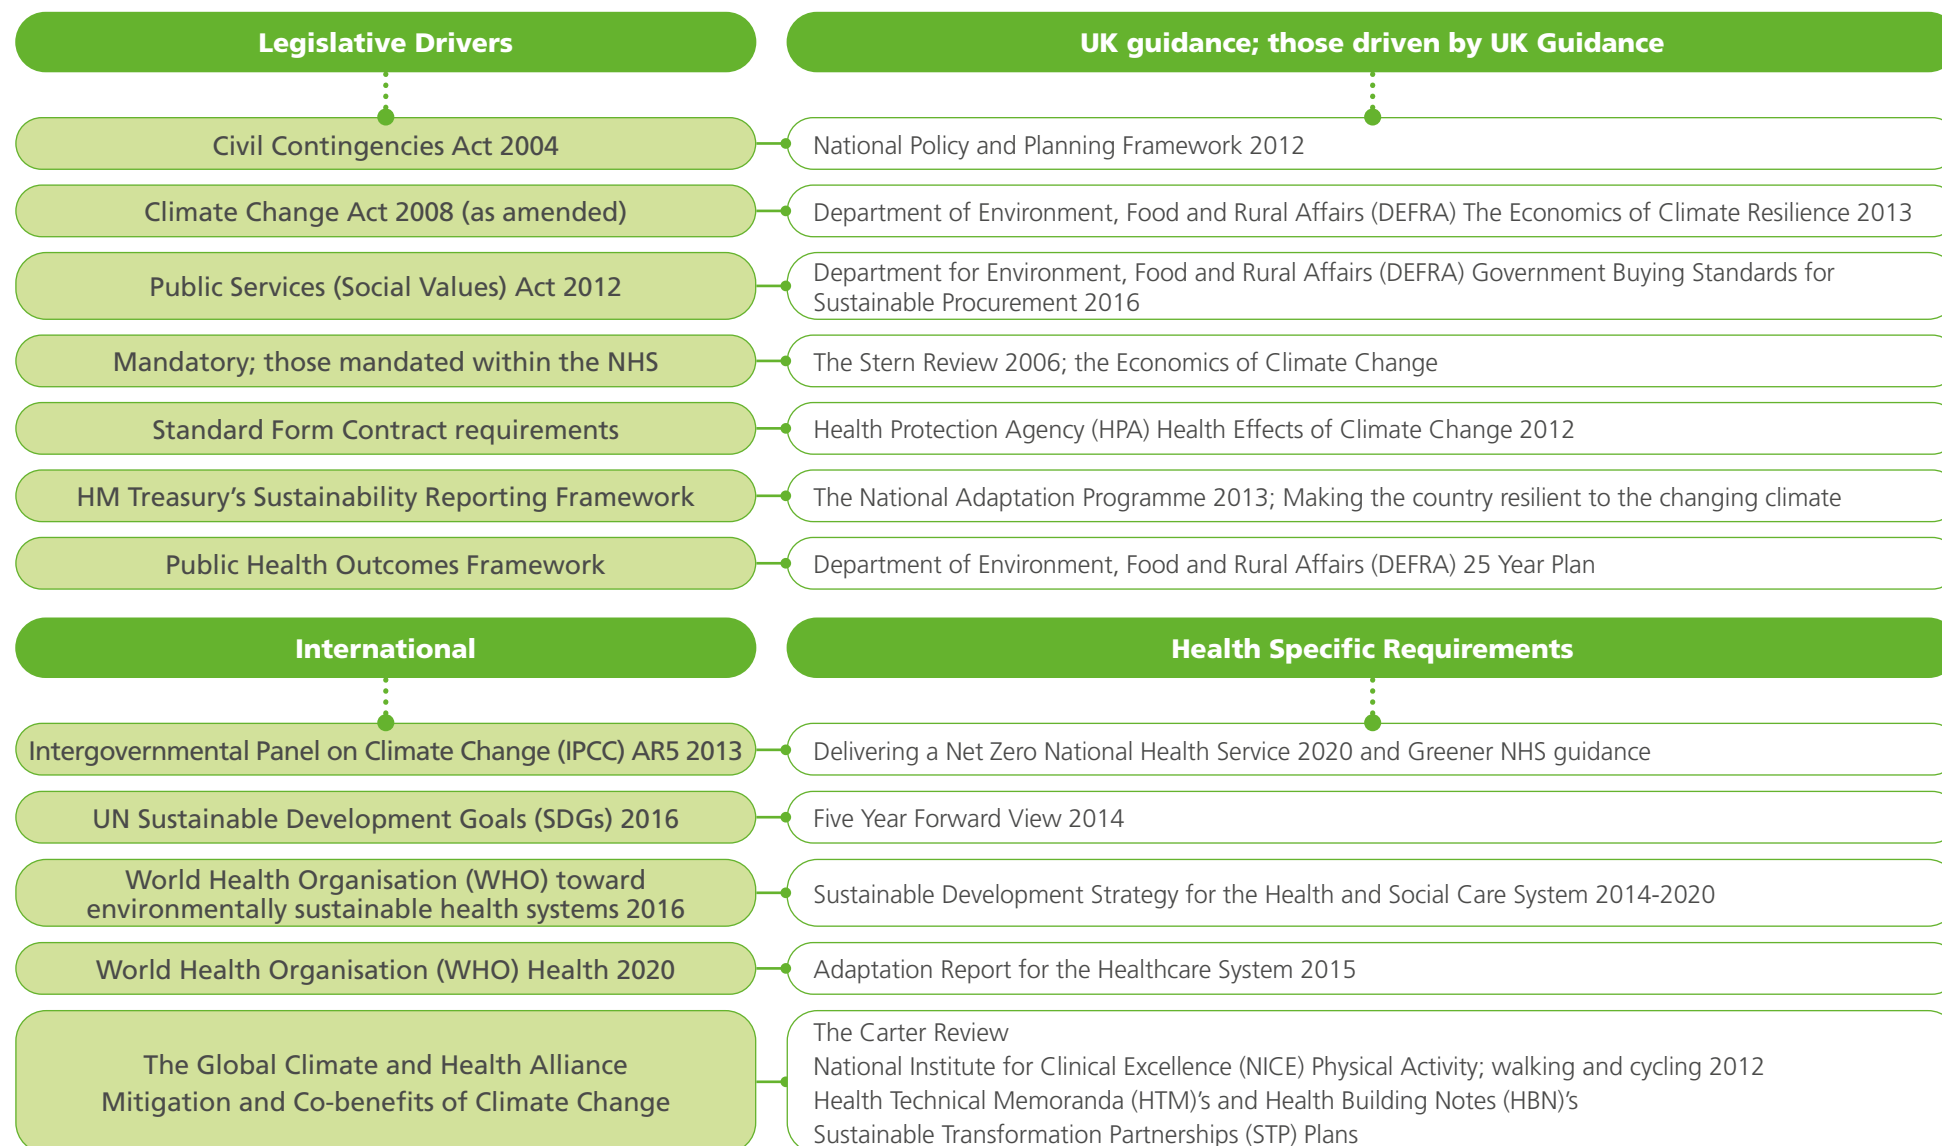 Legislative Drivers
UK guidance; those driven by UK Guidance
Civil Contingencies Act 2004
National Policy and Planning Framework 2012
Climate Change Act 2008 (as amended)
Department of Environment, Food and Rural Affairs (DEFRA) The Economics of Climate Resilience 2013
Public Services (Social Values) Act 2012
Department for Environment, Food and Rural Affairs (DEFRA) Government Buying Standards for
Sustainable Procurement 2016
Mandatory; those mandated within the NHS
The Stern Review 2006; the Economics of Climate Change
Standard Form Contract requirements
Health Protection Agency (HPA) Health Effects of Climate Change 2012
HM Treasury’s Sustainability Reporting Framework
The National Adaptation Programme 2013; Making the country resilient to the changing climate
Public Health Outcomes Framework
Department of Environment, Food and Rural Affairs (DEFRA) 25 Year Plan
International
Health Specific Requirements
Intergovernmental Panel on Climate Change (IPCC) AR5 2013
Delivering a Net Zero National Health Service 2020 and Greener NHS guidance
UN Sustainable Development Goals (SDGs) 2016
Five Year Forward View 2014
World Health Organisation (WHO) toward
environmentally sustainable health systems 2016
Sustainable Development Strategy for the Health and Social Care System 2014-2020
World Health Organisation (WHO) Health 2020
Adaptation Report for the Healthcare System 2015
The Global Climate and Health Alliance
Mitigation and Co-benefits of Climate Change
The Carter Review
National Institute for Clinical Excellence (NICE) Physical Activity; walking and cycling 2012
Health Technical Memoranda (HTM)’s and Health Building Notes (HBN)’s
Sustainable Transformation Partnerships (STP) Plans